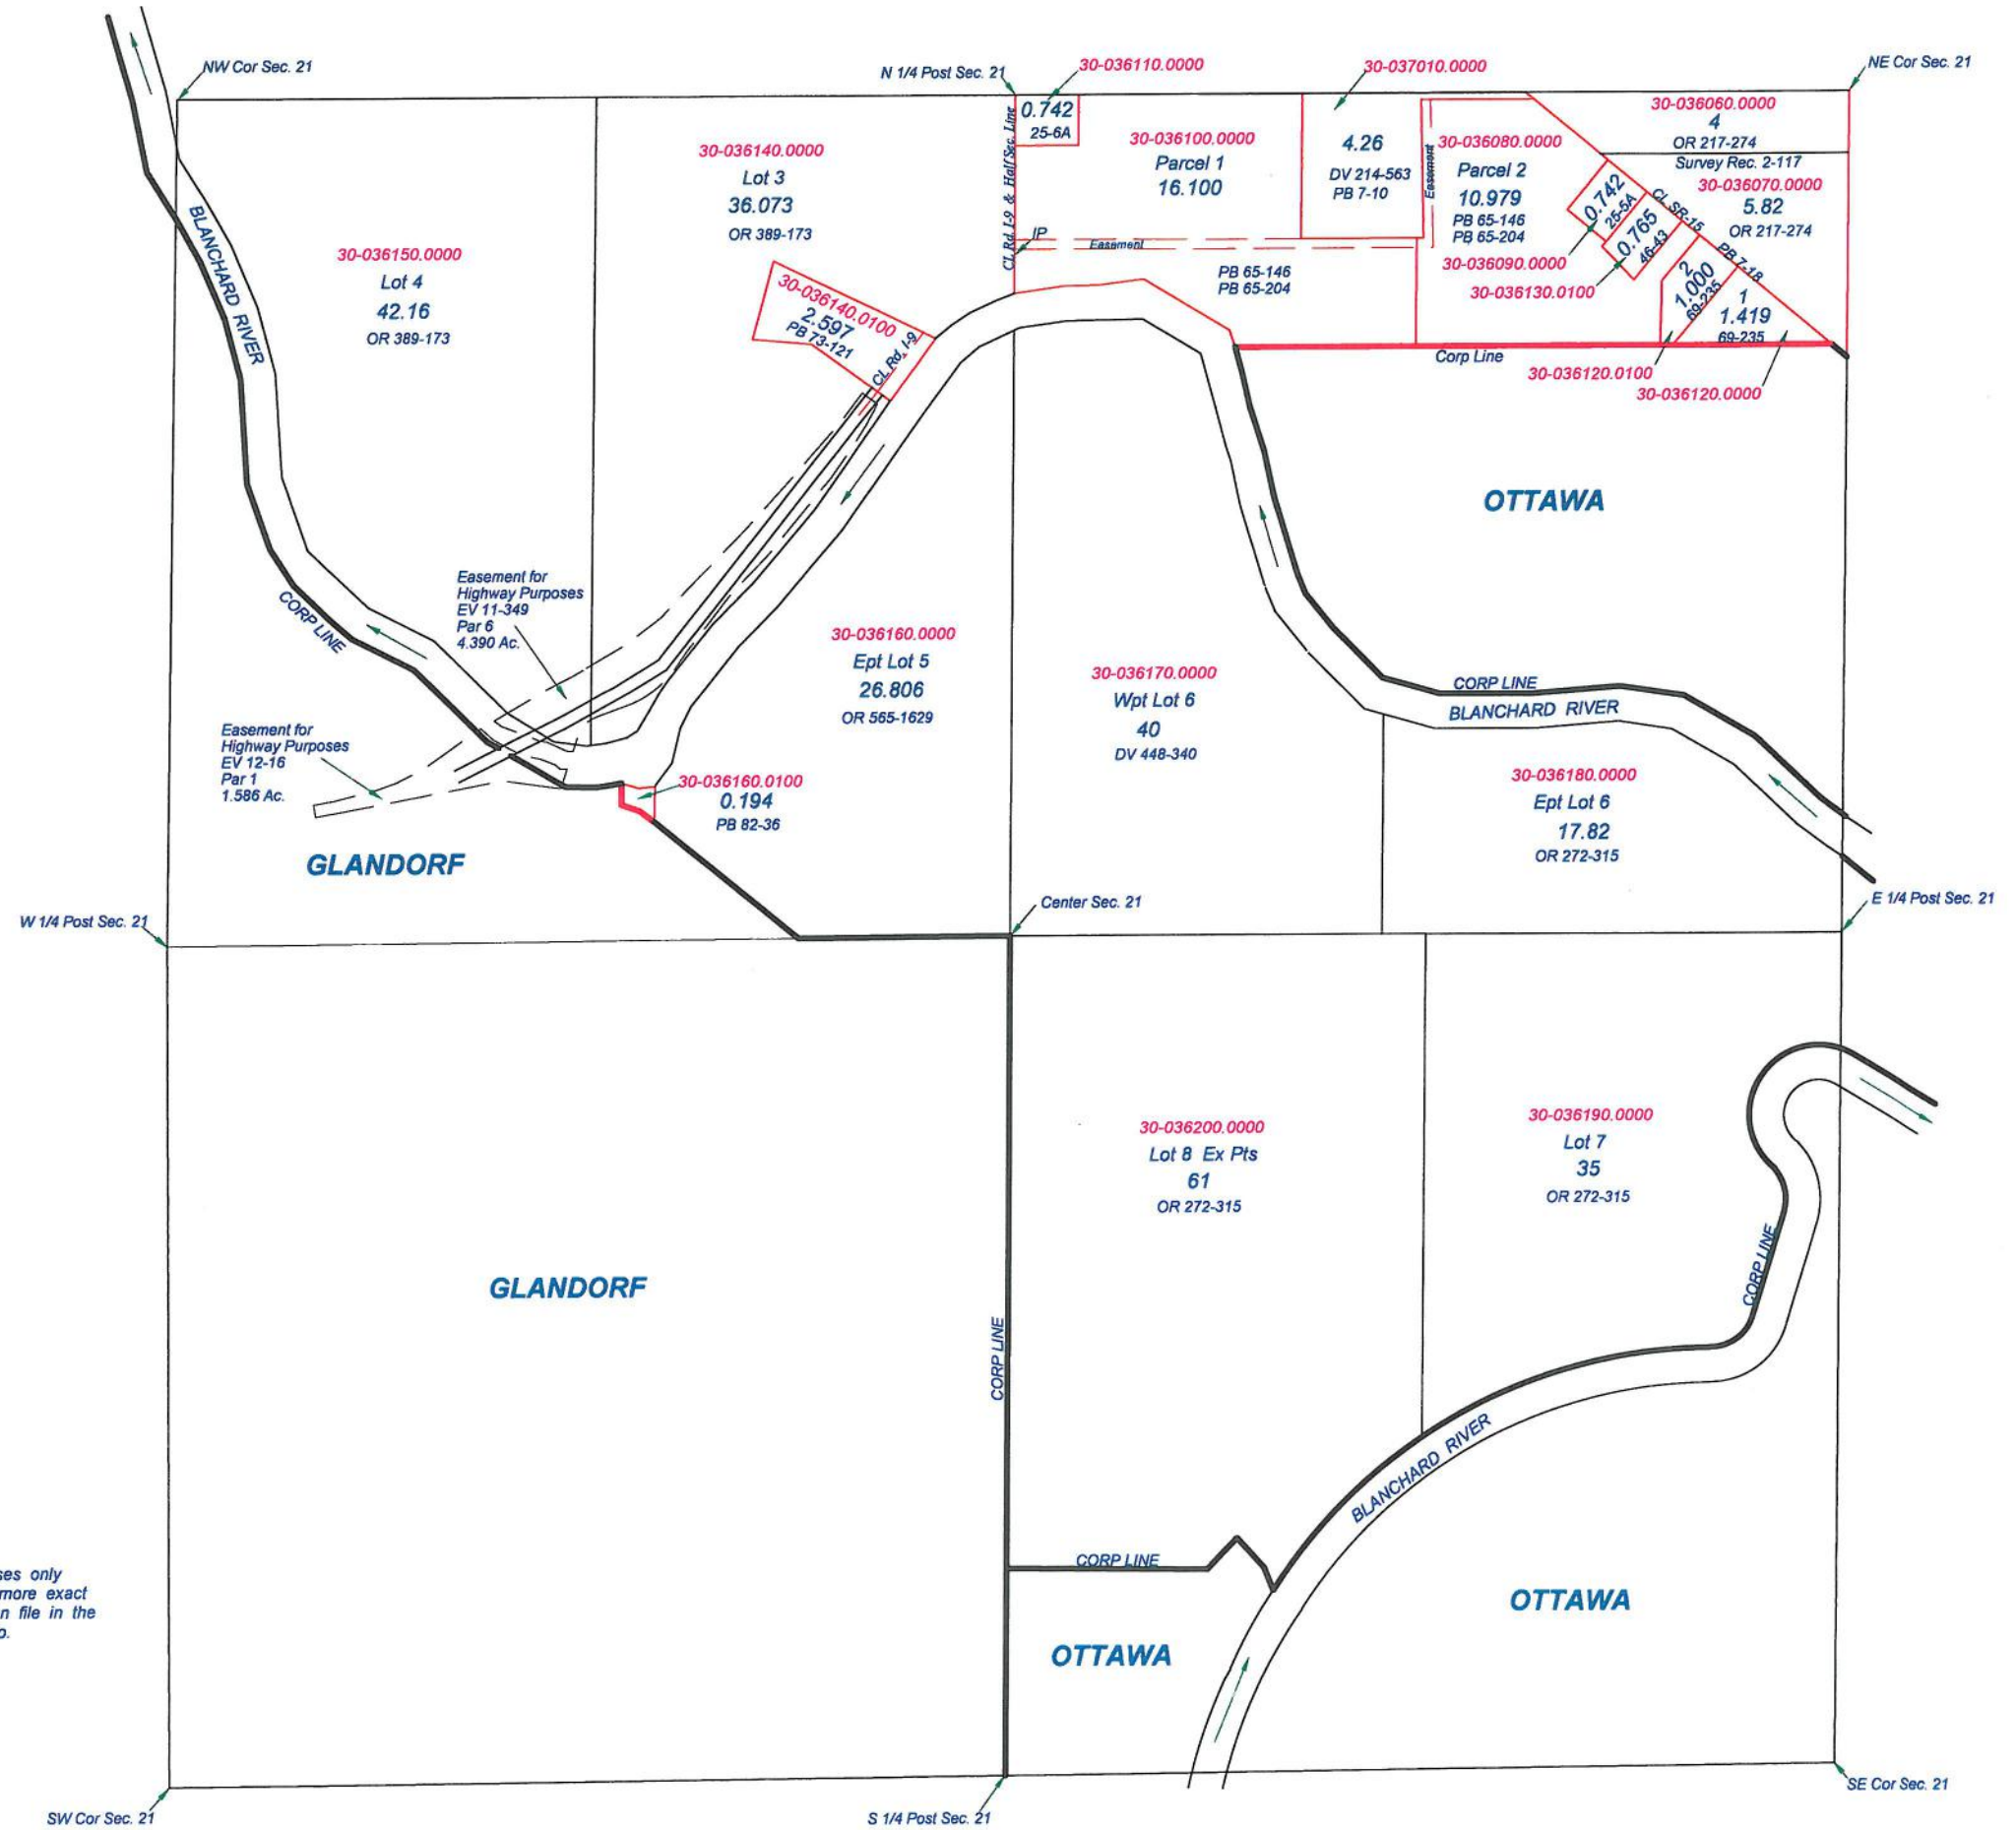 NW Cor Sec. 21
N 1/4 Post Sec. 21
30-036110.0000
30-037010.0000
NE Cor Sec. 21
0.742
25-6A
CL Rd. I-9 & Half Sec. Line
IP
Easement
30-036100.0000
Parcel 1
16.100
PB 65-146
PB 65-204
4.26
DV 214-563
PB 7-10
Easement
30-036080.0000
Parcel 2
10.979
PB 65-146
PB 65-204
30-036060.0000
4
OR 217-274
Survey Rec. 2-117
30-036070.0000
5.82
OR 217-274
CL SR-15
PB 7-18
0.742
25-5A
0.765
46-43
30-036090.0000
30-036130.0100
2
1.000
69-235
1
1.419
69-235
Corp Line
30-036120.0100
30-036120.0000
30-036140.0000
Lot 3
36.073
OR 389-173
30-036150.0000
Lot 4
42.16
OR 389-173
BLANCHARD RIVER
30-036140.0100
2.597
PB 73-121
CL Rd. I-9
OTTAWA
Easement for
Highway Purposes
EV 11-349
Par 6
4.390 Ac.
CORP LINE
30-036160.0000
Ept Lot 5
26.806
OR 565-1629
30-036170.0000
Wpt Lot 6
40
DV 448-340
CORP LINE
BLANCHARD RIVER
Easement for
Highway Purposes
EV 12-16
Par 1
1.586 Ac.
30-036160.0100
0.194
PB 82-36
30-036180.0000
Ept Lot 6
17.82
OR 272-315
GLANDORF
W 1/4 Post Sec. 21
Center Sec. 21
E 1/4 Post Sec. 21
30-036200.0000
Lot 8 Ex Pts
61
OR 272-315
30-036190.0000
Lot 7
35
OR 272-315
CORP LINE
GLANDORF
CORP LINE
BLANCHARD RIVER
CORP LINE
only
more exact
file in the
OTTAWA
OTTAWA
SW Cor Sec. 21
S 1/4 Post Sec. 21
SE Cor Sec. 21